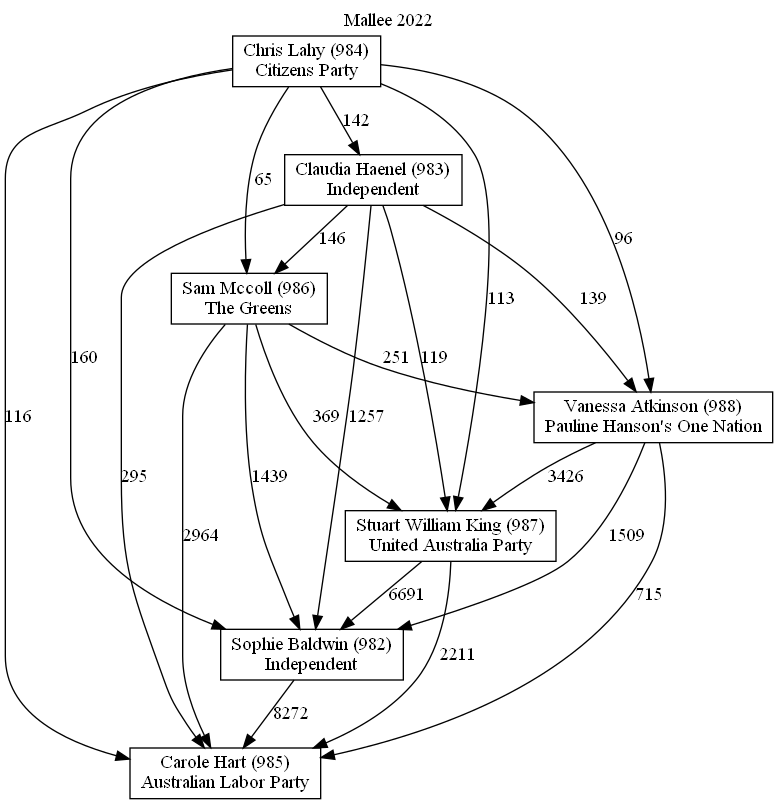 Mallee 2022
Chris Lahy (984)
Citizens Party
142
Claudia Haenel (983)
Independent
65
146
96
Sam Mccoll (986)
The Greens
113
139
160
251
119
Vanessa Atkinson (988)
Pauline Hanson's One Nation
116
369
1257
295
1439
3426
2964
Stuart William King (987)
United Australia Party
1509
6691
715
Sophie Baldwin (982)
Independent
2211
8272
Carole Hart (985)
Australian Labor Party